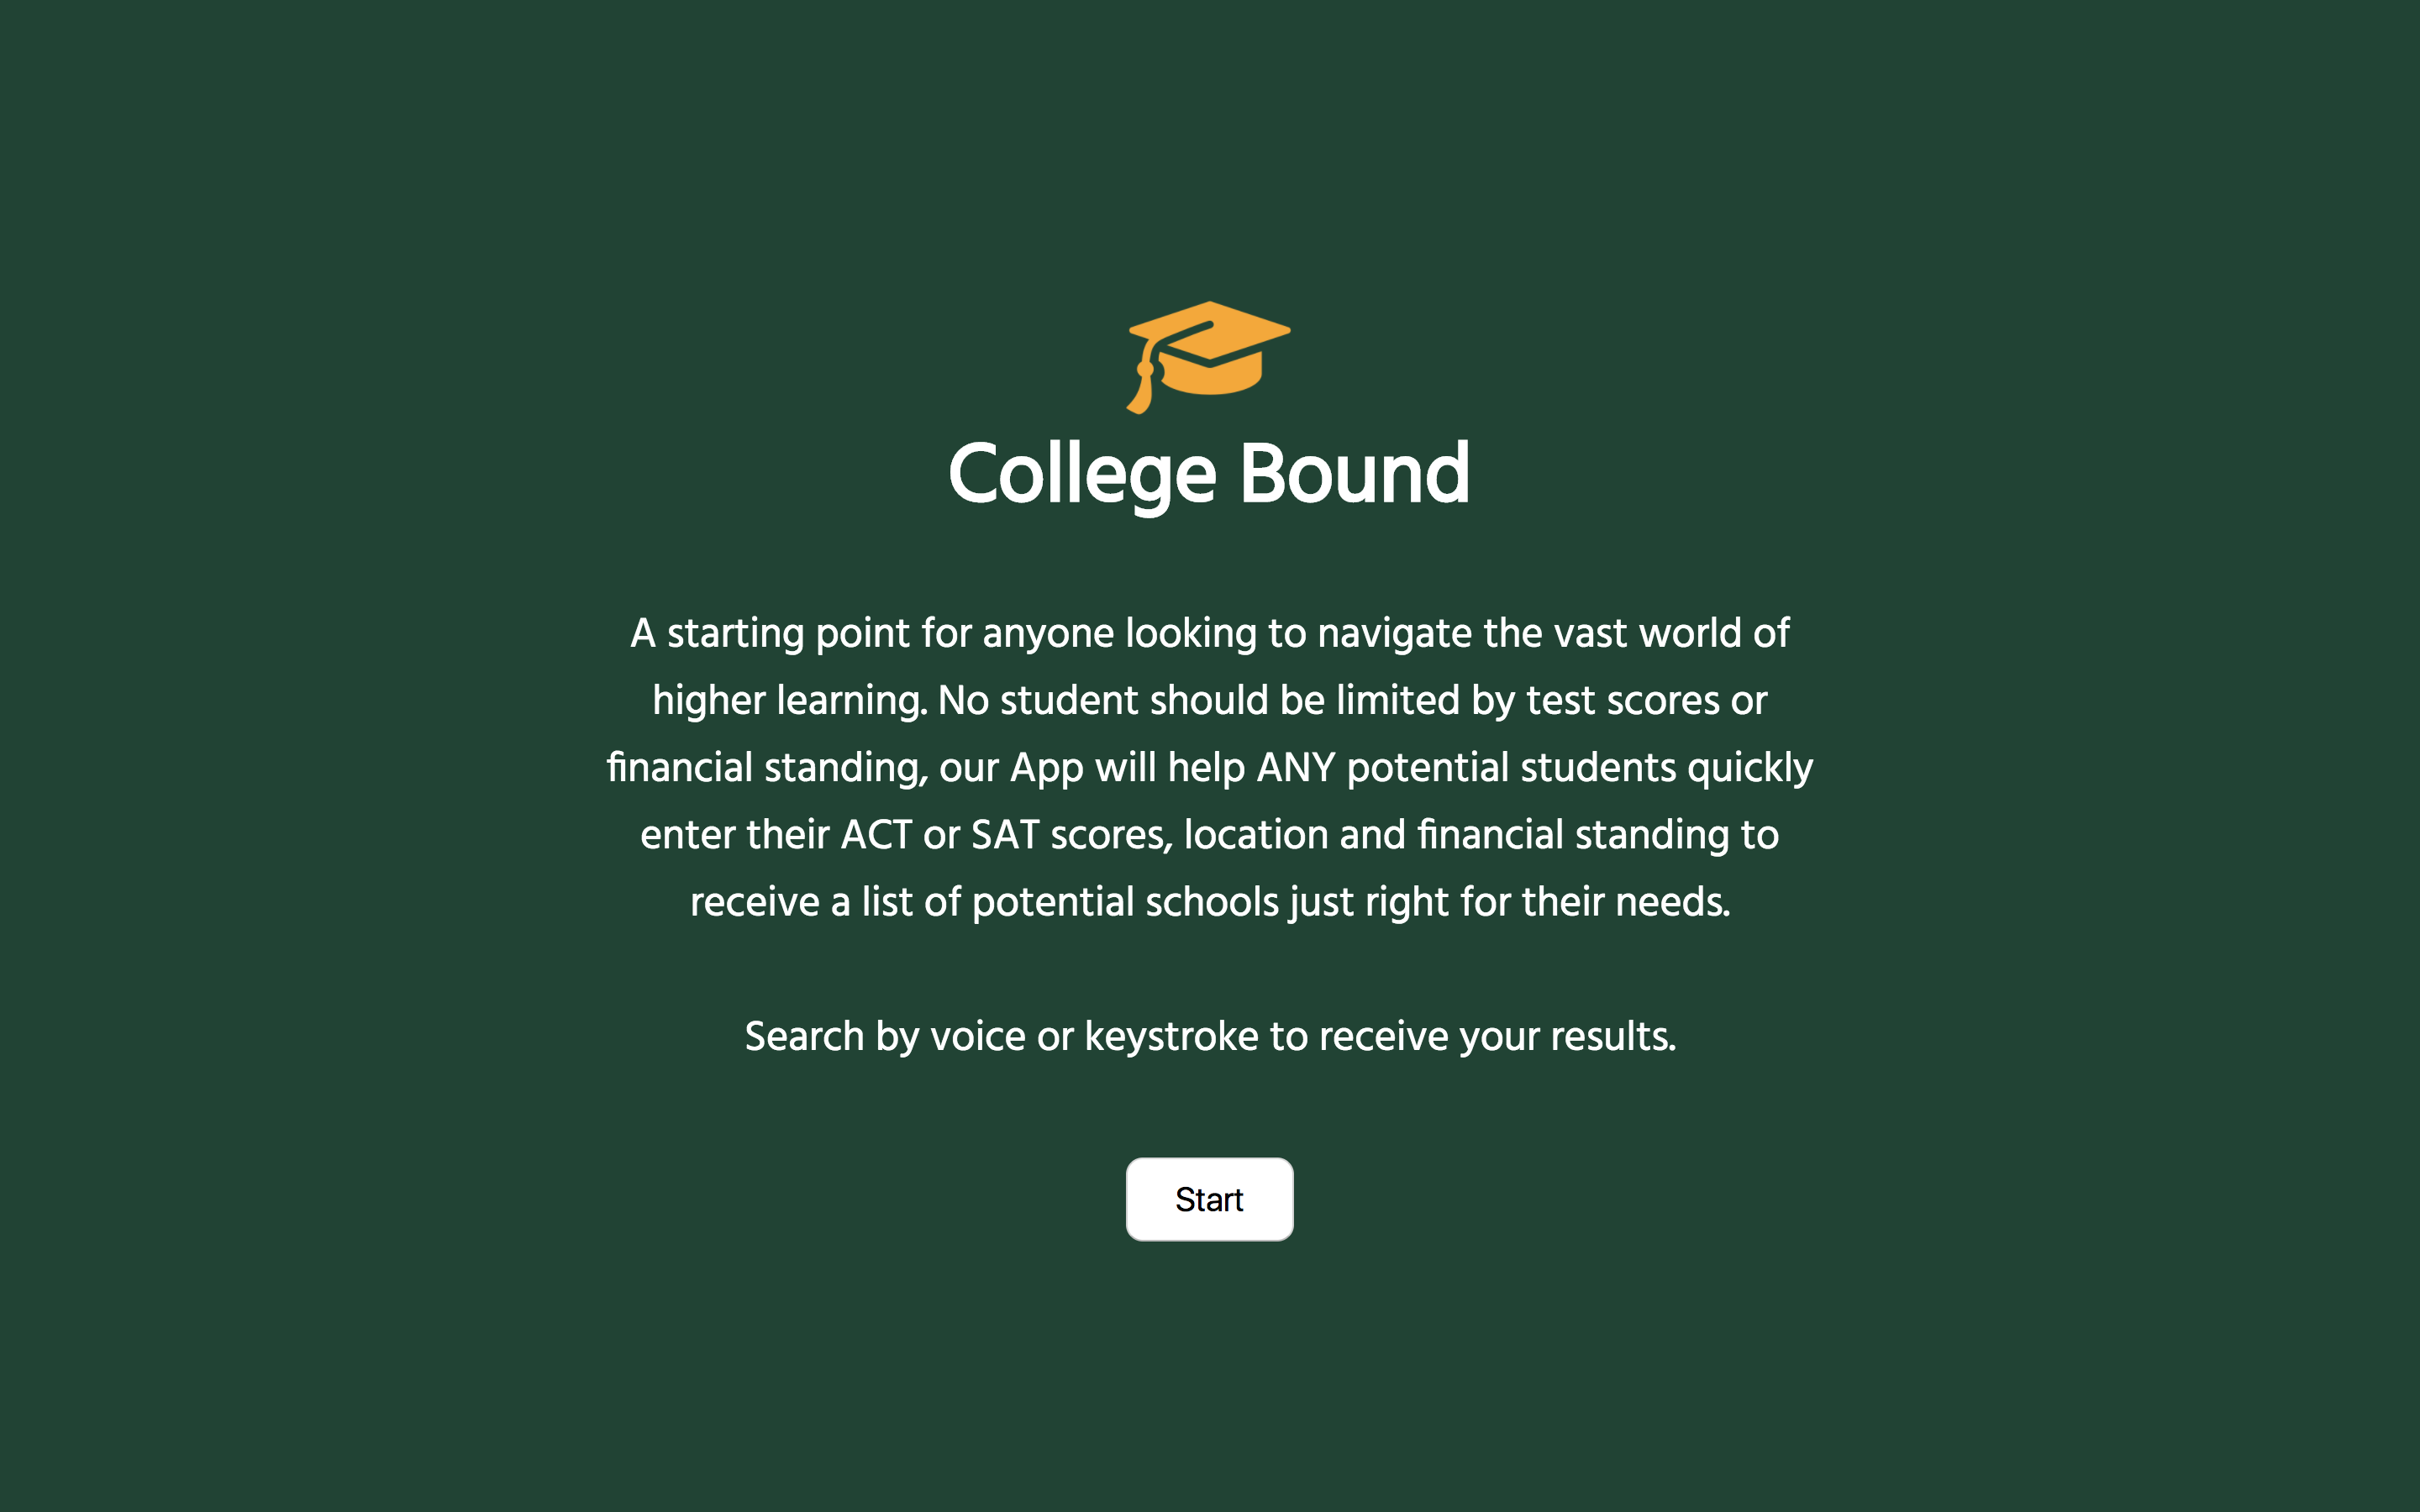 College Bound
A starting point for anyone looking to navigate the vast world of
higher learning. No student should be limited by test scores or
financial standing, our App will help ANY potential students quickly
enter their ACT or SAT scores, location and financial standing to
receive a list of potential schools just right for their needs.
Search by voice or keystroke to receive your results.
Start